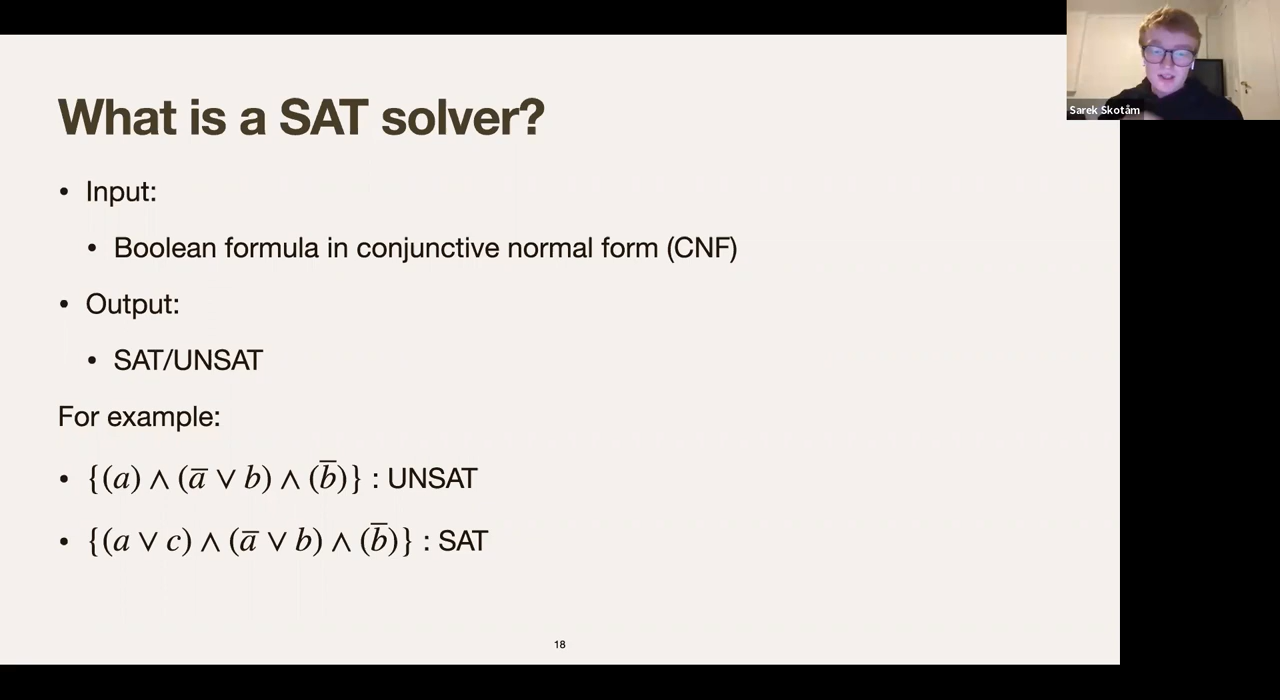 What is a SAT solver?
• Input:
• Boolean formula in conjunctive normal form (CNF)
• Output:
• SAT/UNSAT
For example:
• {(a) ∧ (a̅ ∨ b) ∧ (b̅)} : UNSAT
• {(a ∨ c) ∧ (a̅ ∨ b) ∧ (b̅)} : SAT
18
Sarek Skotåm